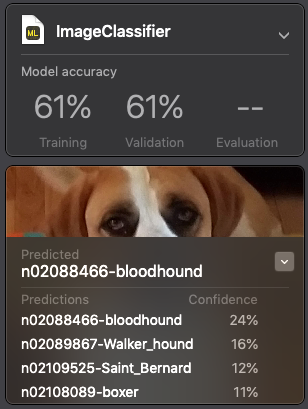 ML
ImageClassifier
Model accuracy
61% 61% --
Training Validation Evaluation
Predicted
n02088466-bloodhound
Predictions Confidence
n02088466-bloodhound 24%
n02089867-Walker_hound 16%
n02109525-Saint_Bernard 12%
n02108089-boxer 11%